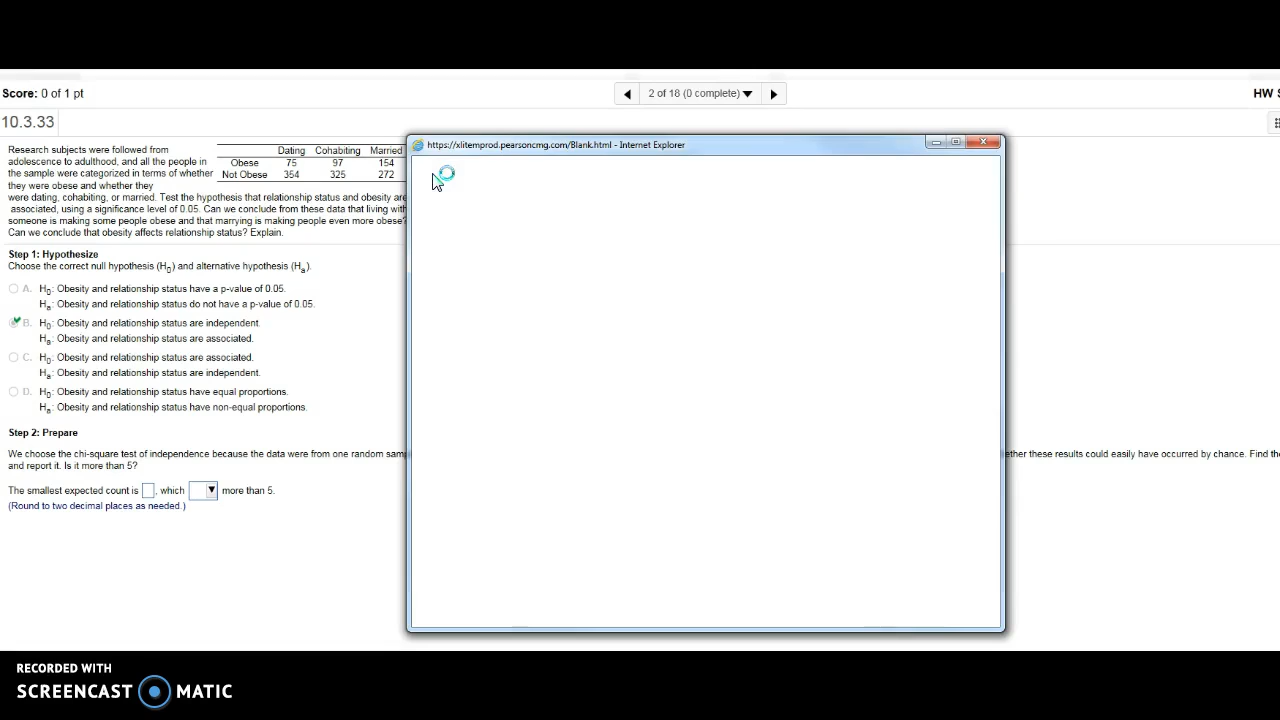 Score: 0 of 1 pt
2 of 18 (0 complete)
HW
10.3.33
Research subjects were followed from
adolescence to adulthood, and all the people in
the sample were categorized in terms of whether
they were obese and whether they
were dating, cohabiting, or married. Test the hypothesis that relationship status and obesity are
associated, using a significance level of 0.05. Can we conclude from these data that living with
someone is making some people obese and that marrying is making people even more obese?
Can we conclude that obesity affects relationship status? Explain.
Dating Cohabiting Married
Obese 75 97 154
Not Obese 354 325 272
https://xlitemprod.pearsoncmg.com/Blank.html - Internet Explorer
Step 1: Hypothesize
Choose the correct null hypothesis (H0) and alternative hypothesis (Ha).
A. H0: Obesity and relationship status have a p-value of 0.05.
Ha: Obesity and relationship status do not have a p-value of 0.05.
B. H0: Obesity and relationship status are independent.
Ha: Obesity and relationship status are associated.
C. H0: Obesity and relationship status are associated.
Ha: Obesity and relationship status are independent.
D. H0: Obesity and relationship status have equal proportions.
Ha: Obesity and relationship status have non-equal proportions.
Step 2: Prepare
We choose the chi-square test of independence because the data were from one random these results could easily have occurred by chance. Find
and report it. Is it more than 5?
The smallest expected count is , which more than 5.
(Round to two decimal places as needed.)
RECORDED WITH
SCREENCAST MATIC